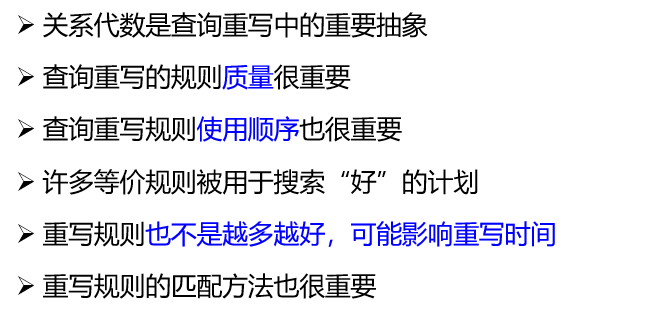 ➢ 关系代数是查询重写中的重要抽象
➢ 查询重写的规则质量很重要
➢ 查询重写规则使用顺序也很重要
➢ 许多等价规则被用于搜索“好”的计划
➢ 重写规则也不是越多越好，可能影响重写时间
➢ 重写规则的匹配方法也很重要